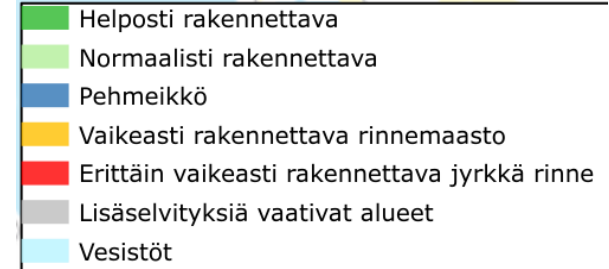 Helposti rakennettava
Normaalisti rakennettava
Pehmeikkö
Vaikeasti rakennettava rinnemaasto
Erittäin vaikeasti rakennettava jyrkkä rinne
Lisäselvityksiä vaativat alueet
Vesistöt